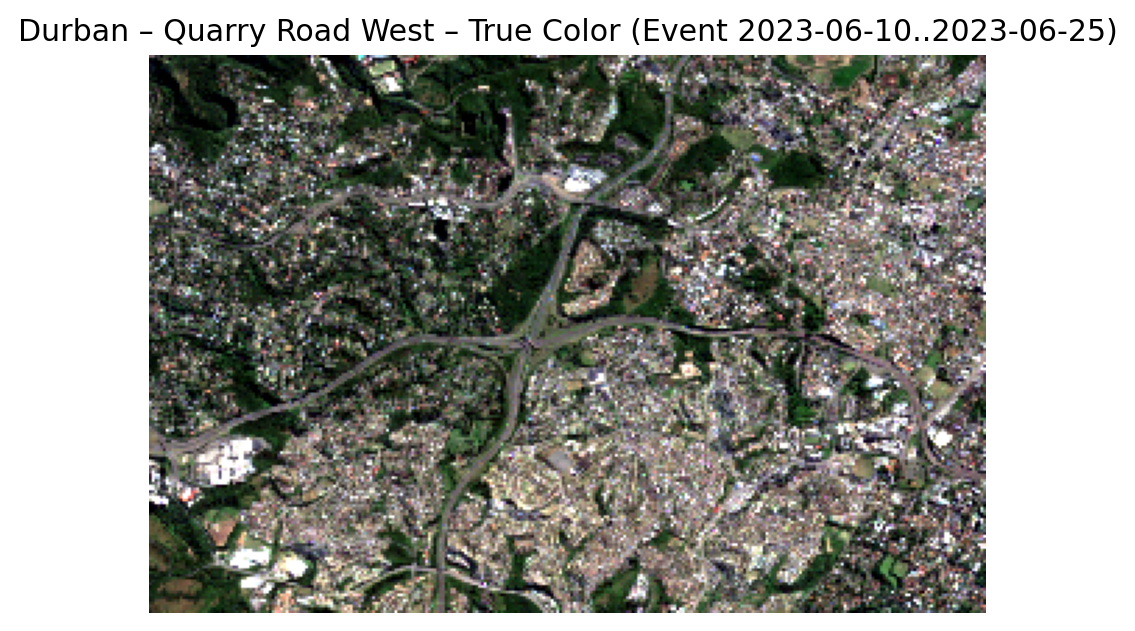 Durban – Quarry Road West – True Color (Event 2023-06-10..2023-06-25)